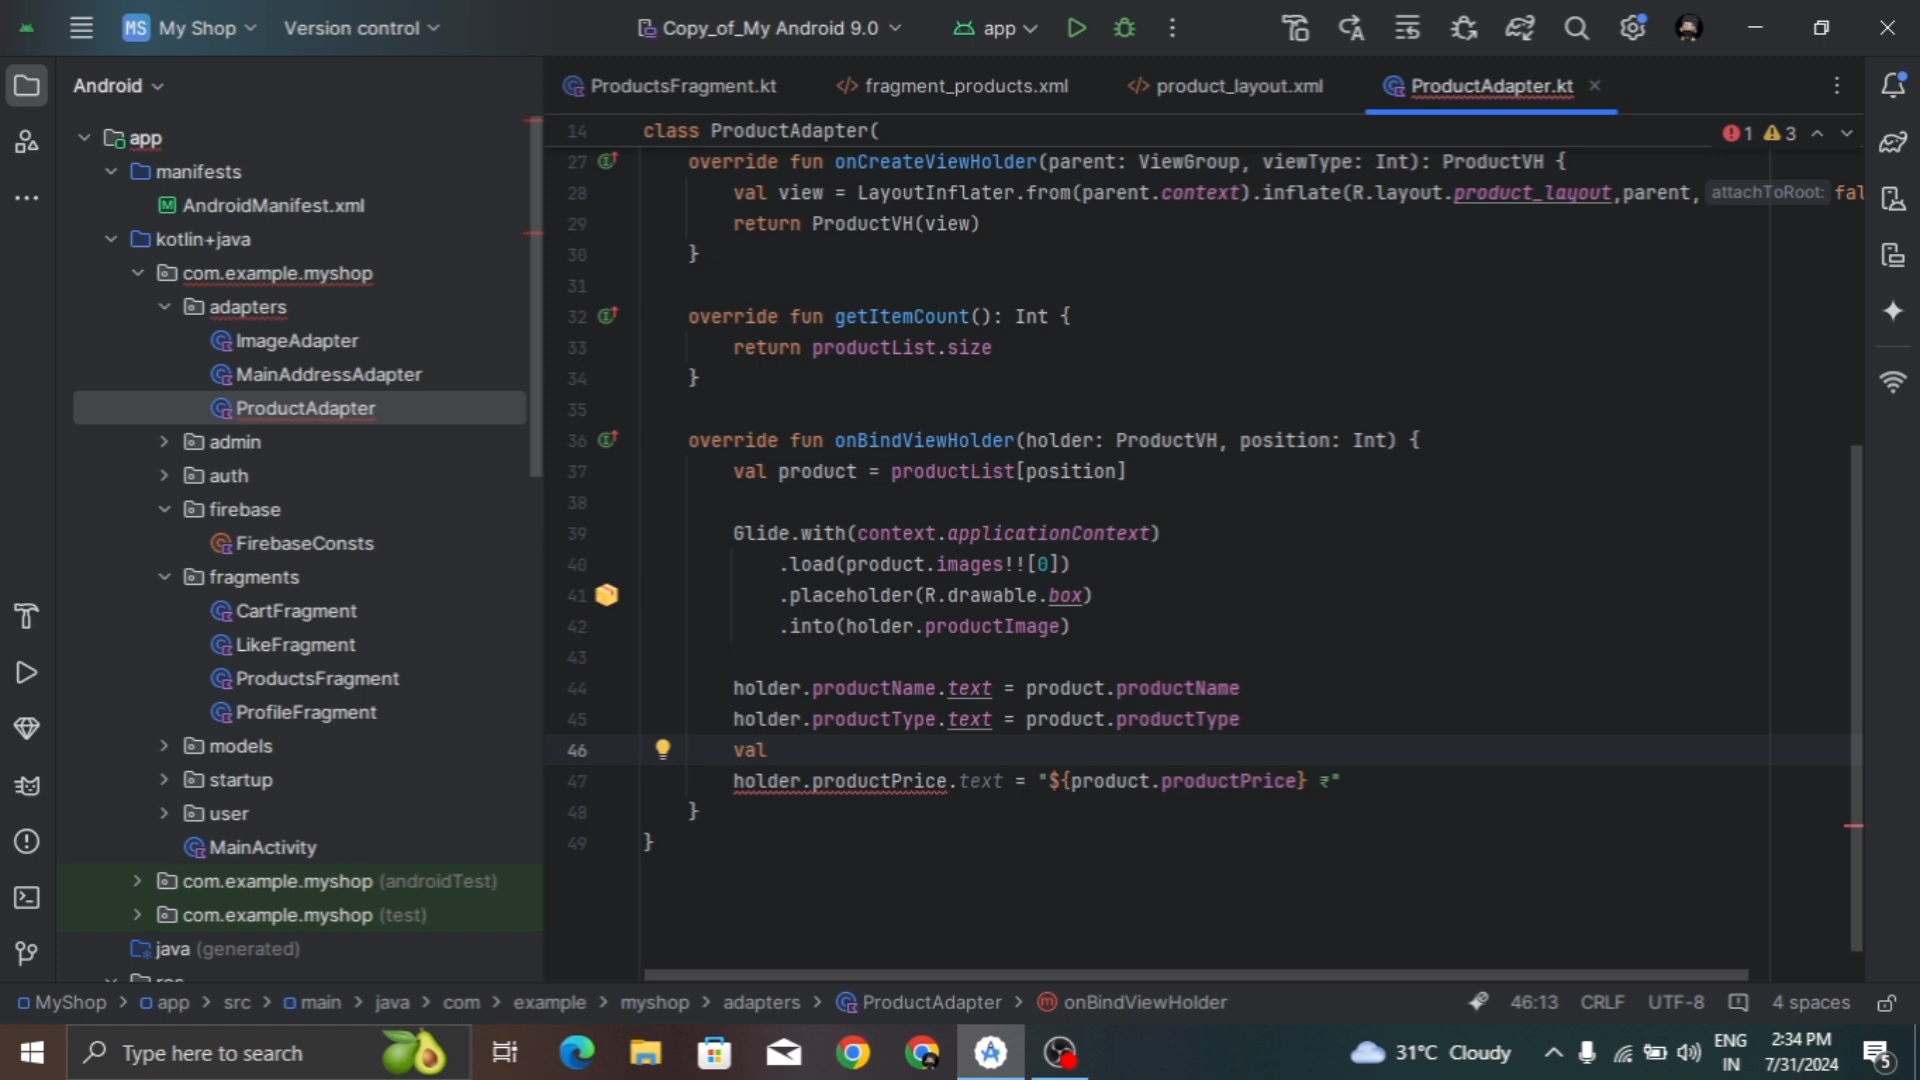 MS My Shop Version control Copy_of_My Android 9.0 app
Android
ProductsFragment.kt fragment_products.xml product_layout.xml ProductAdapter.kt
app
manifests
AndroidManifest.xml
kotlin+java
com.example.myshop
adapters
ImageAdapter
MainAddressAdapter
ProductAdapter
admin
auth
firebase
FirebaseConsts
fragments
CartFragment
LikeFragment
ProductsFragment
ProfileFragment
models
startup
user
MainActivity
com.example.myshop (androidTest)
com.example.myshop (test)
java (generated)
14 class ProductAdapter( 1 3
27 override fun onCreateViewHolder(parent: ViewGroup, viewType: Int): ProductVH {
28 val view = LayoutInflater.from(parent.context).inflate(R.layout.product_layout,parent, attachToRoot: fal
29 return ProductVH(view)
30 }
31
32 override fun getItemCount(): Int {
33 return productList.size
34 }
35
36 override fun onBindViewHolder(holder: ProductVH, position: Int) {
37 val product = productList[position]
38
39 Glide.with(context.applicationContext)
40 .load(product.images!![0])
41 .placeholder(R.drawable.box)
42 .into(holder.productImage)
43
44 holder.productName.text = product.productName
45 holder.productType.text = product.productType
46 val
47 holder.productPrice.text = "${product.productPrice} ₹"
48 }
49 }
MyShop > app > src > main > java > com > example > myshop > adapters > ProductAdapter > onBindViewHolder 46:13 CRLF UTF-8 4 spaces
Type here to search 31°C Cloudy ENG IN 2:34 PM 7/31/2024 5